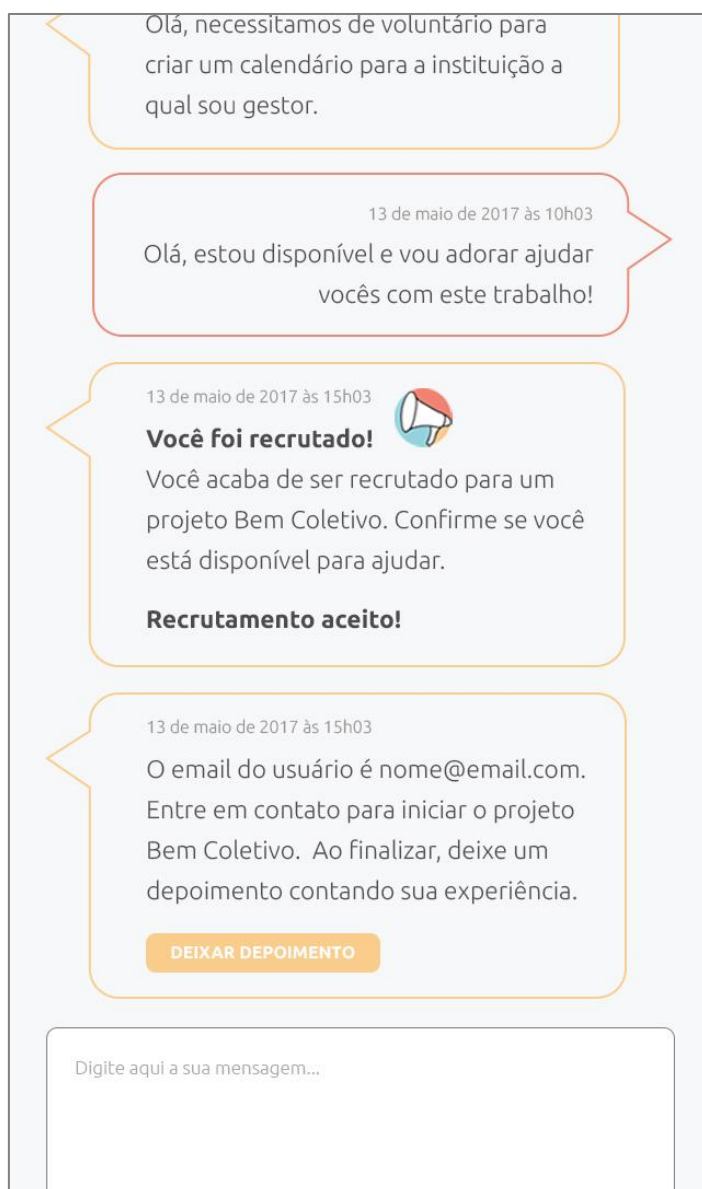 Olá, necessitamos de voluntário para
criar um calendário para a instituição a
qual sou gestor.
13 de maio de 2017 às 10h03
Olá, estou disponível e vou adorar ajudar
vocês com este trabalho!
13 de maio de 2017 às 15h03
Você foi recrutado!
Você acaba de ser recrutado para um
projeto Bem Coletivo. Confirme se você
está disponível para ajudar.
Recrutamento aceito!
13 de maio de 2017 às 15h03
O email do usuário é nome@email.com.
Entre em contato para iniciar o projeto
Bem Coletivo.  Ao finalizar, deixe um
depoimento contando sua experiência.
DEIXAR DEPOIMENTO
Digite aqui a sua mensagem...